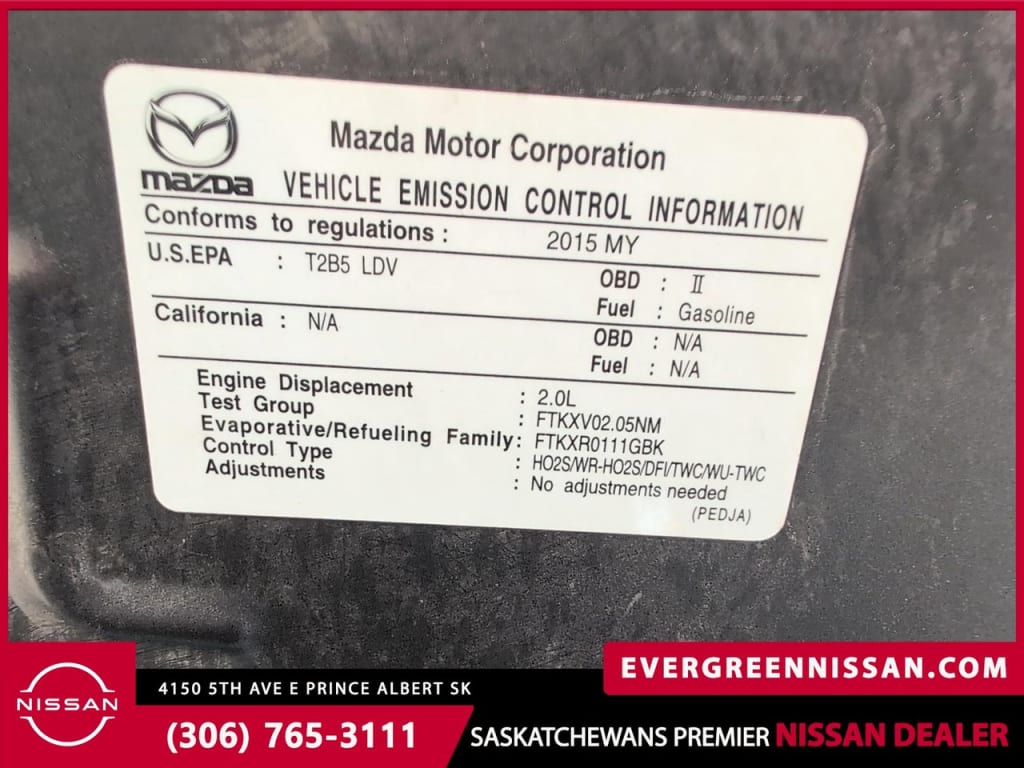 mazda
Mazda Motor Corporation
VEHICLE EMISSION CONTROL INFORMATION
Conforms to regulations : 2015 MY
U.S.EPA : T2B5 LDV OBD : II
Fuel : Gasoline
California : N/A OBD : N/A
Fuel : N/A
Engine Displacement : 2.0L
Test Group : FTKXV02.05NM
Evaporative/Refueling Family : FTKXR0111GBK
Control Type : HO2S/WR-HO2S/DFI/TWC/WU-TWC
Adjustments : No adjustments needed
(PEDJA)
NISSAN
4150 5TH AVE E PRINCE ALBERT SK
(306) 765-3111
EVERGREENNISSAN.COM
SASKATCHEWANS PREMIER NISSAN DEALER